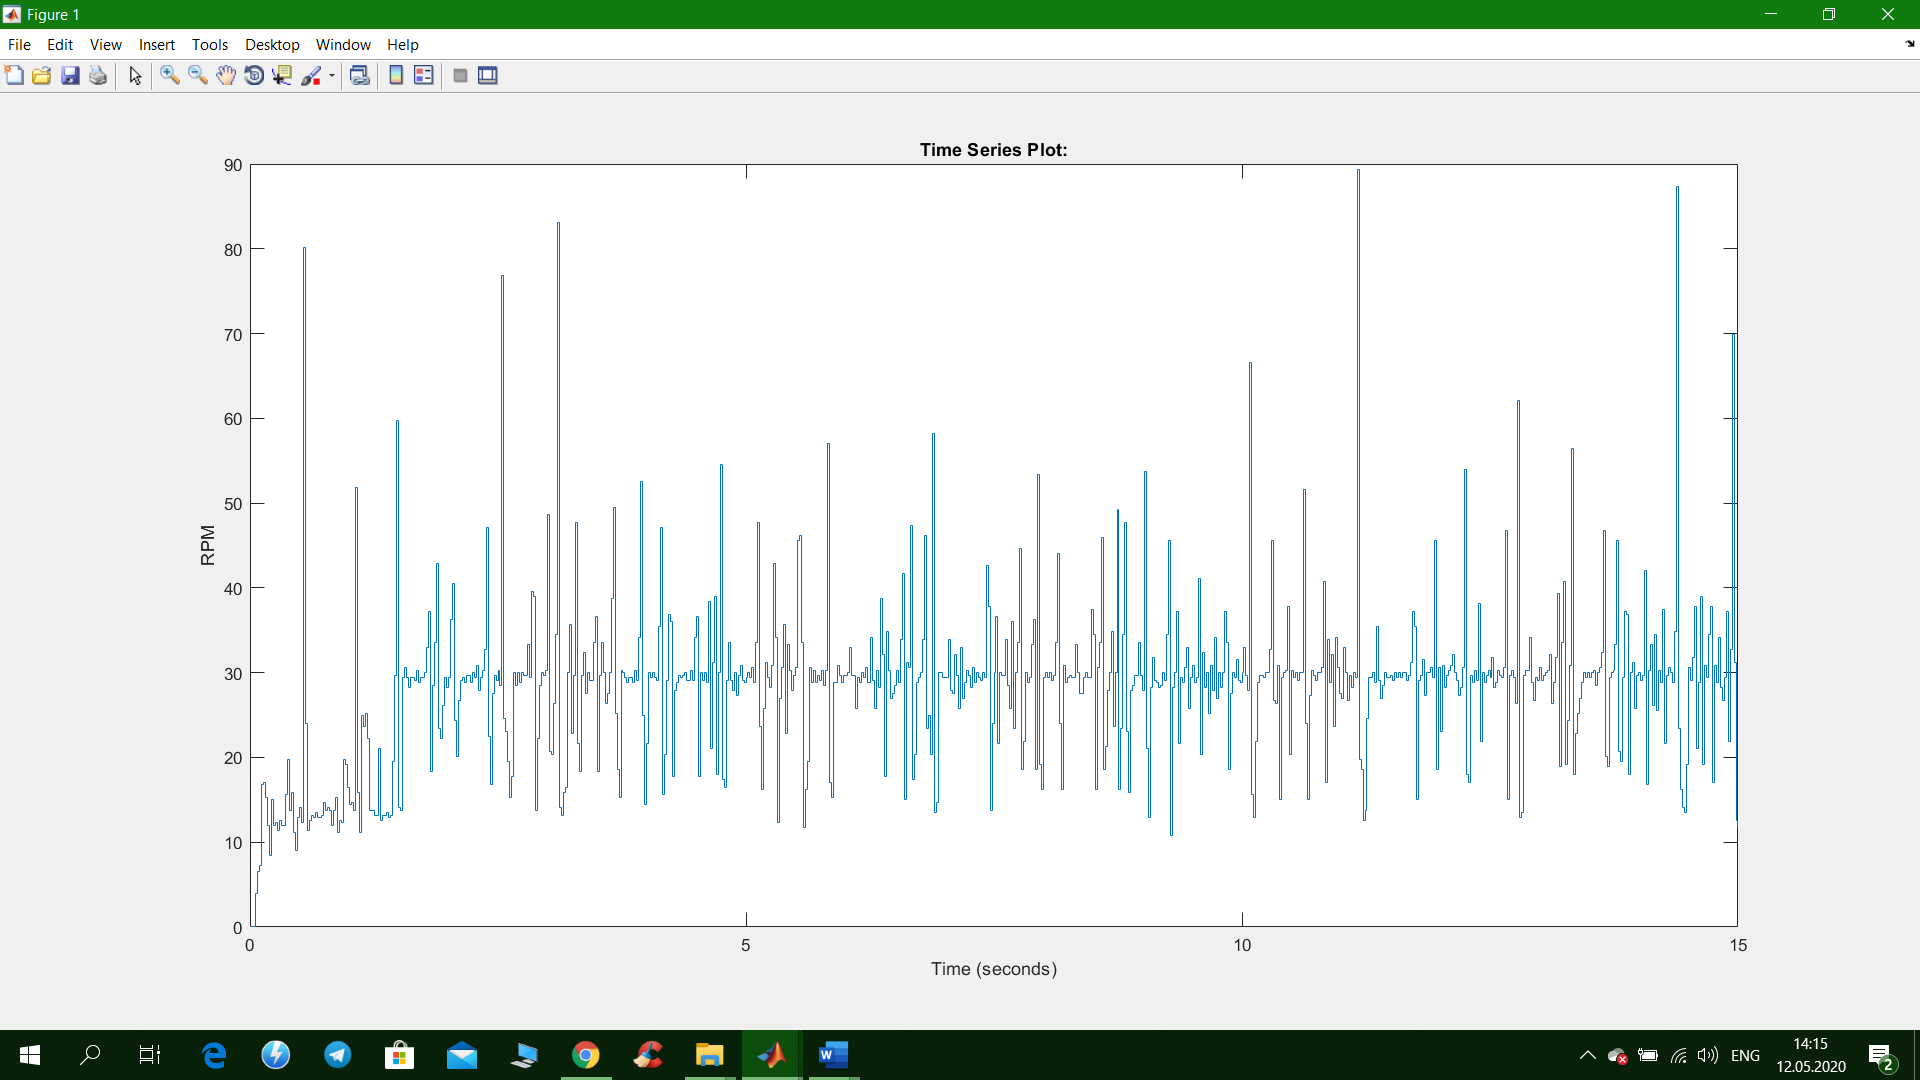 Figure 1
File Edit View Insert Tools Desktop Window Help
Time Series Plot:
90
80
70
60
50
40
30
20
10
0
RPM
0 5 10 15
Time (seconds)
W
ENG
14:15
12.05.2020
2